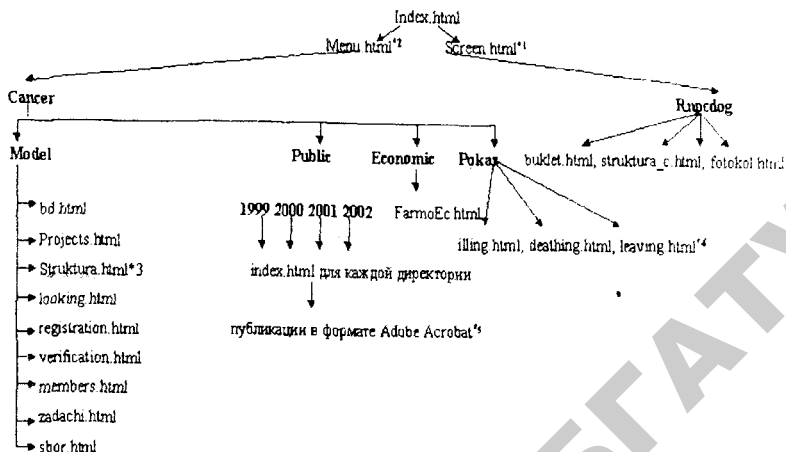 Index.html
Menu.html*2 Screen.html*1
Cancer Rnpcdog
Model Public Economic Pokaz buklet.html, struktura_c.html, fotokol.html
bd.html 1999 2000 2001 2002 FarmoEc.html
Projects.html illing.html, deathing.html, leaving.html*4
Struktura.html*3 index.html для каждой директории
looking.html
registration.html публикации в формате Adobe Acrobat*5
verification.html
members.html
zadachi.html
sbor.html
БГАТУ